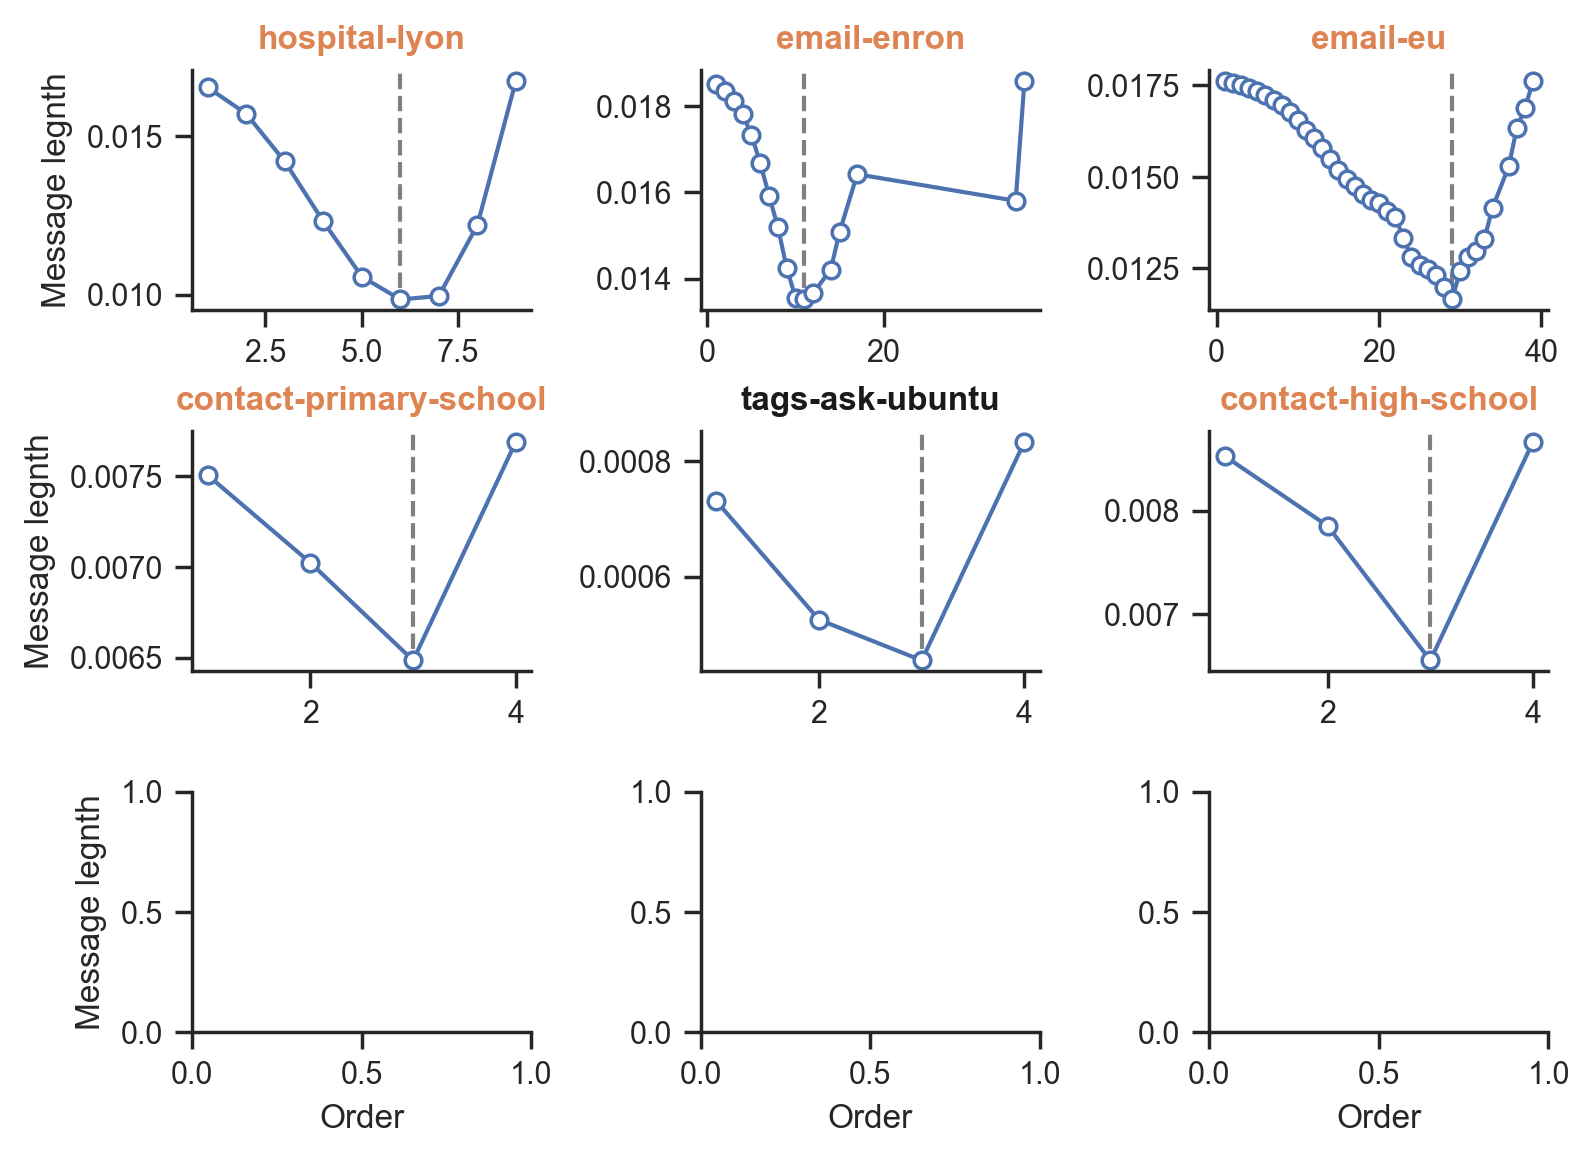 hospital-lyon
email-enron
email-eu
Message legnth
0.015
0.010
2.5 5.0 7.5
0.018
0.016
0.014
0 20
0.0175
0.0150
0.0125
0 20 40
contact-primary-school
tags-ask-ubuntu
contact-high-school
Message legnth
0.0075
0.0070
0.0065
2 4
0.0008
0.0006
2 4
0.008
0.007
2 4
Message legnth
1.0
0.5
0.0
0.0 0.5 1.0
Order
1.0
0.5
0.0
0.0 0.5 1.0
Order
1.0
0.5
0.0
0.0 0.5 1.0
Order